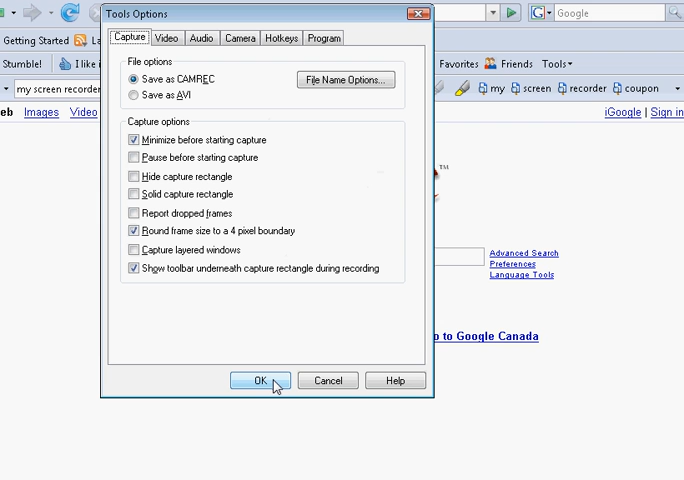 Tools Options
Google
Getting Started La
Capture Video Audio Camera Hotkeys Program
Stumble! I like i
Favorites Friends Tools
File options
Save as CAMREC
File Name Options...
Save as AVI
my screen recorder
my screen recorder coupon
eb Images Video
iGoogle | Sign in
Capture options
Minimize before starting capture
Pause before starting capture
Hide capture rectangle
Solid capture rectangle
Report dropped frames
Round frame size to a 4 pixel boundary
Capture layered windows
Show toolbar underneath capture rectangle during recording
TM
Advanced Search
Preferences
Language Tools
o to Google Canada
OK Cancel Help